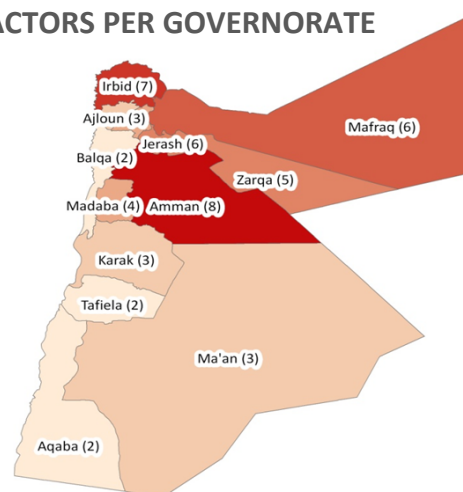 ACTORS PER GOVERNORATE
Irbid (7)
Ajloun (3)
Mafraq (6)
Jerash (6)
Balqa (2)
Zarqa (5)
Madaba (4)
Amman (8)
Karak (3)
Tafiela (2)
Ma'an (3)
Aqaba (2)